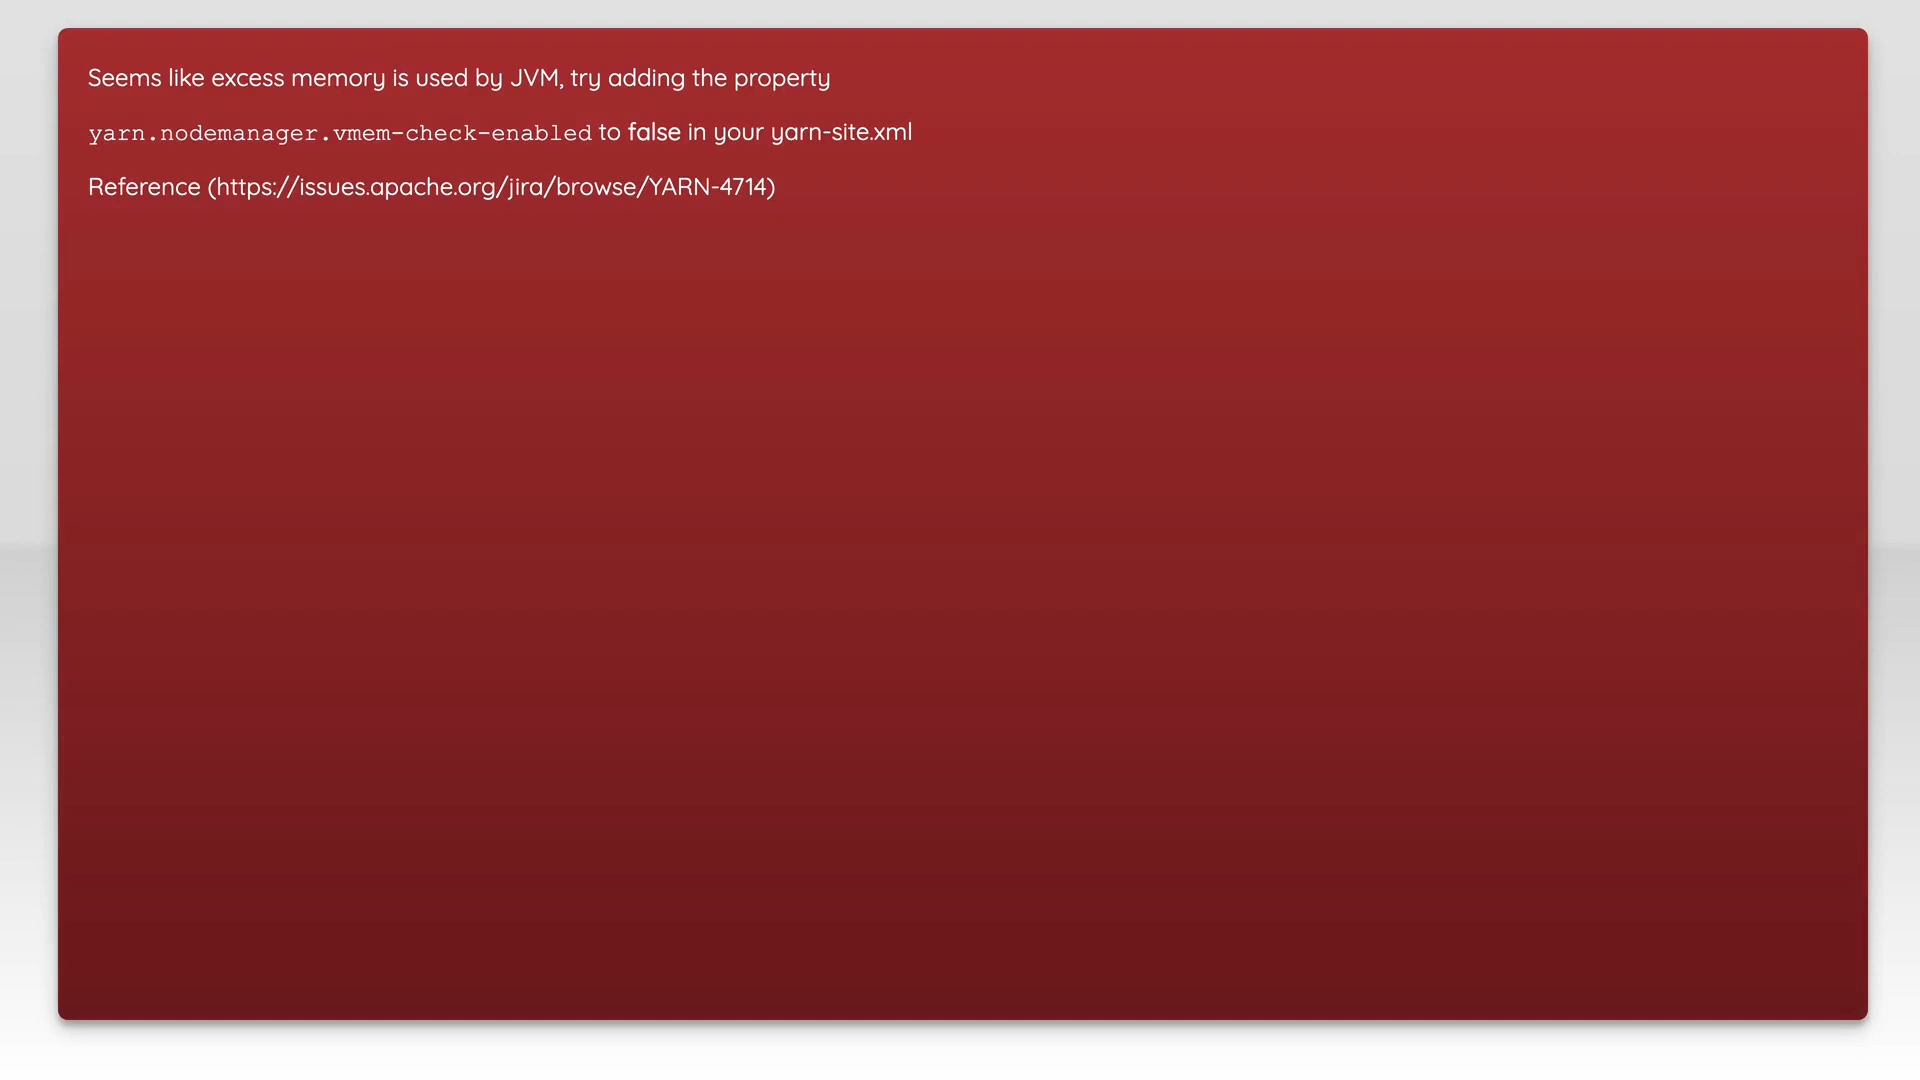 Seems like excess memory is used by JVM, try adding the property
yarn.nodemanager.vmem-check-enabled to false in your yarn-site.xml
Reference (https://issues.apache.org/jira/browse/YARN-4714)